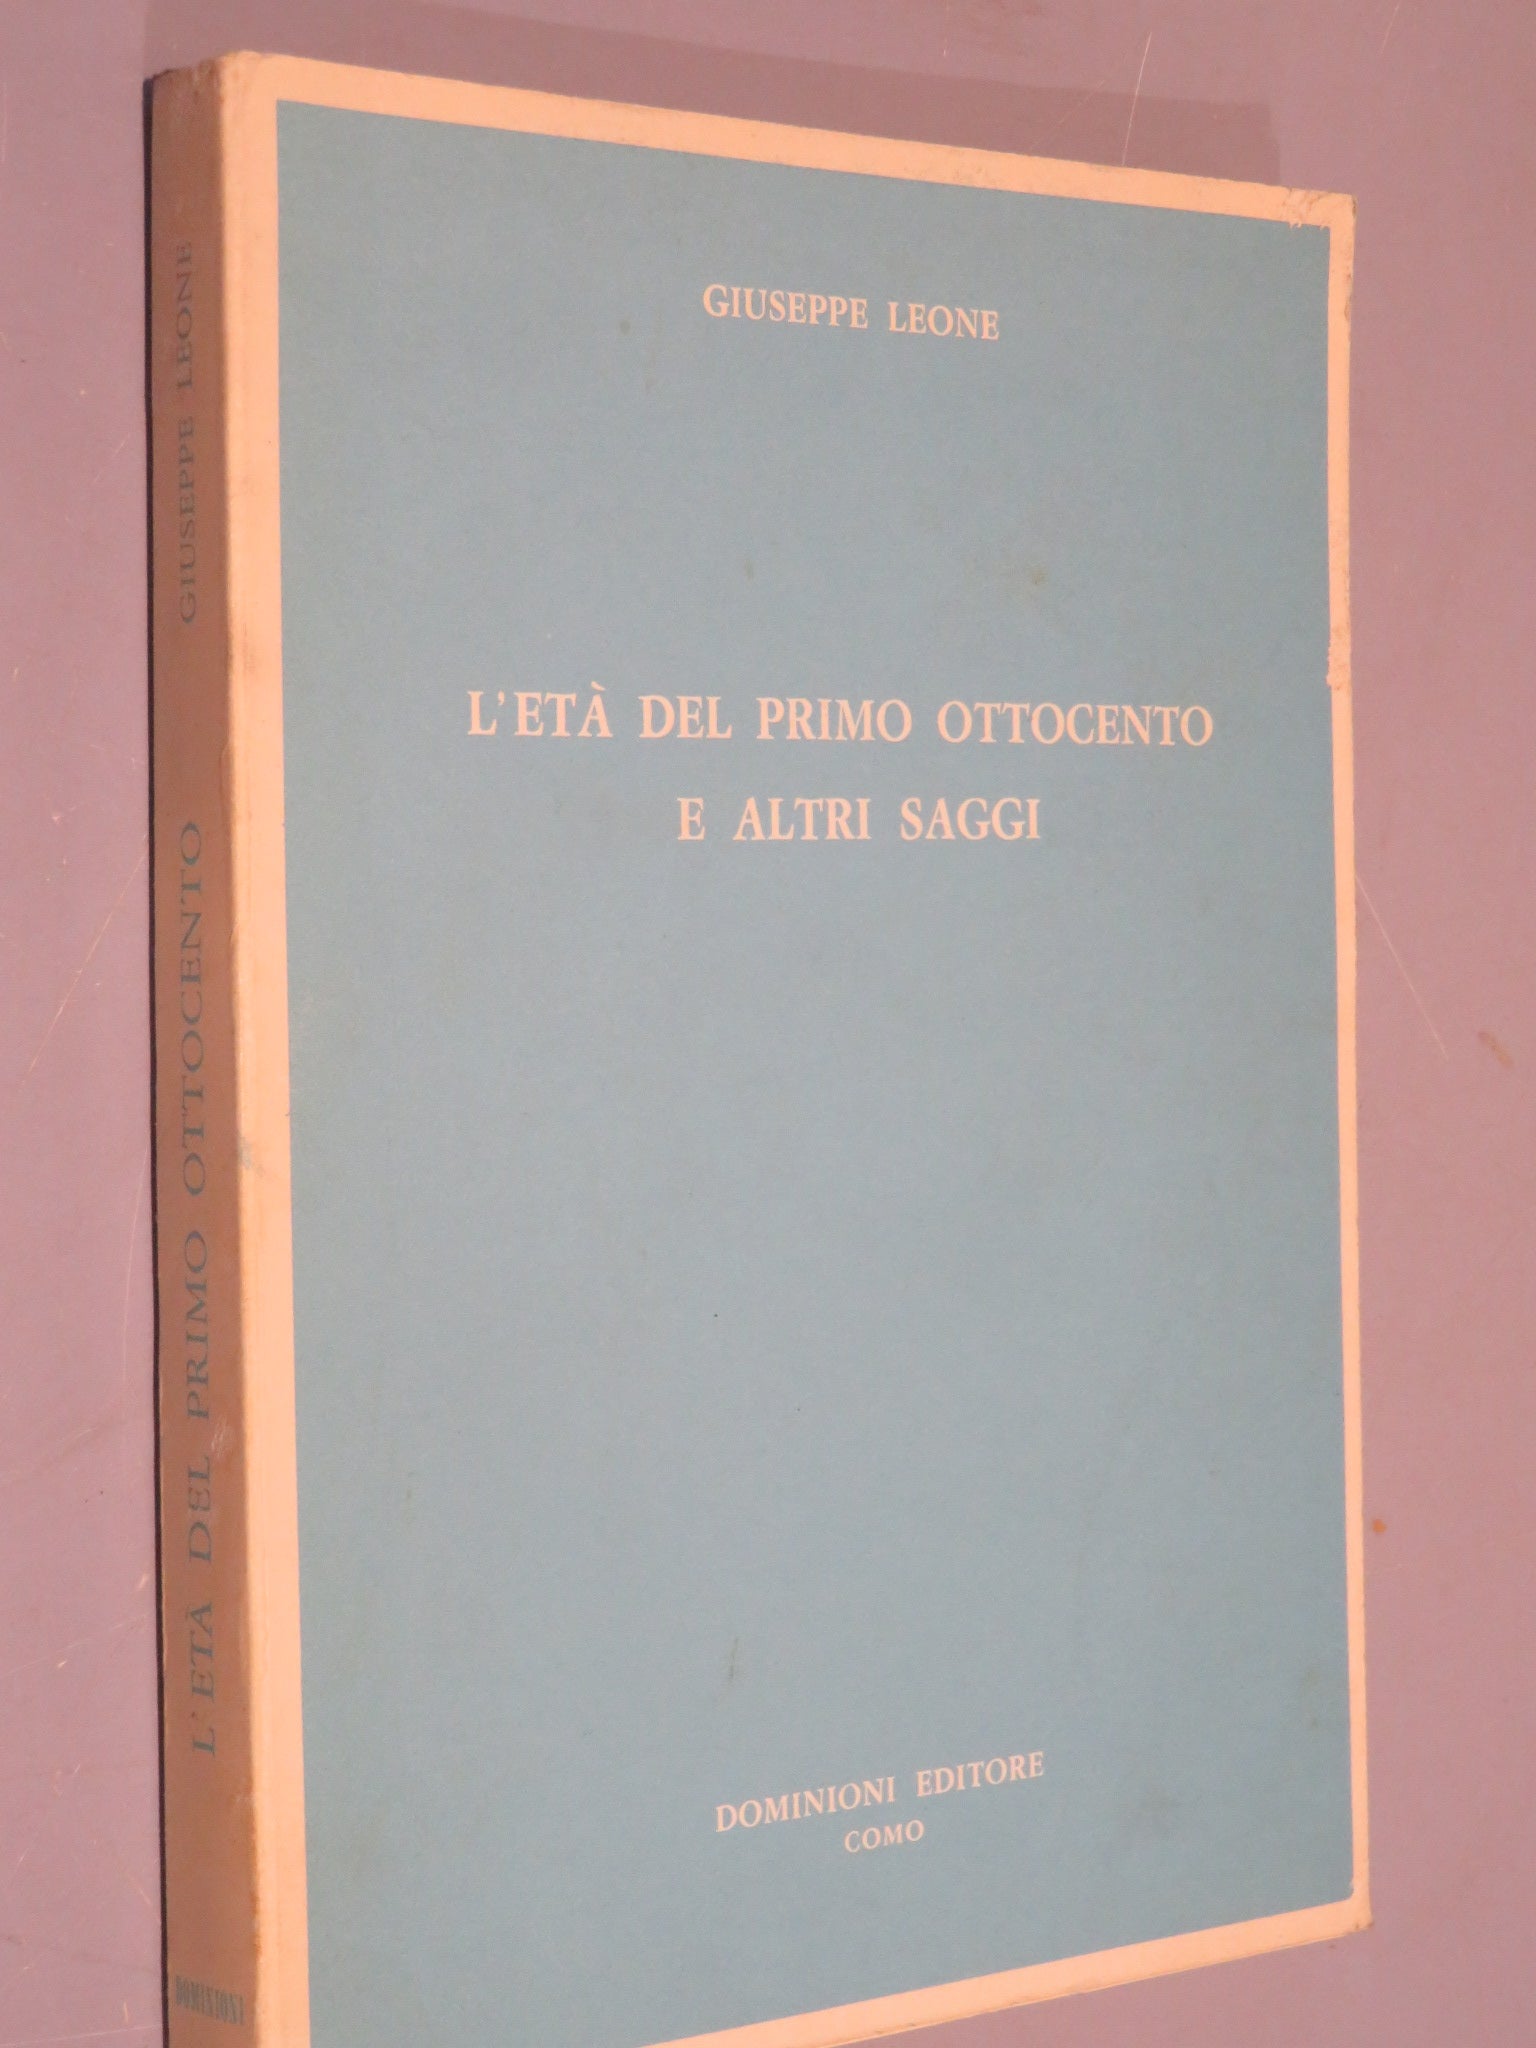 GIUSEPPE LEONE
L'ETÀ DEL PRIMO OTTOCENTO
E ALTRI SAGGI
DOMINIONI EDITORE
COMO
GIUSEPPE LEONE
L'ETÀ DEL PRIMO OTTOCENTO
DOMINIONI